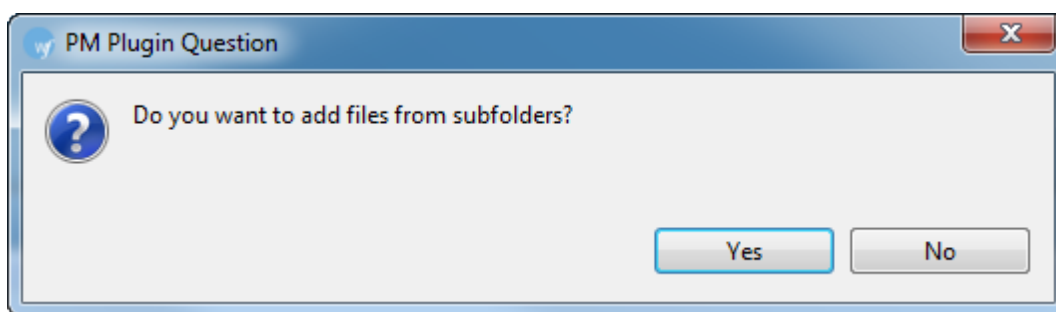 PM Plugin Question
Do you want to add files from subfolders?
Yes
No